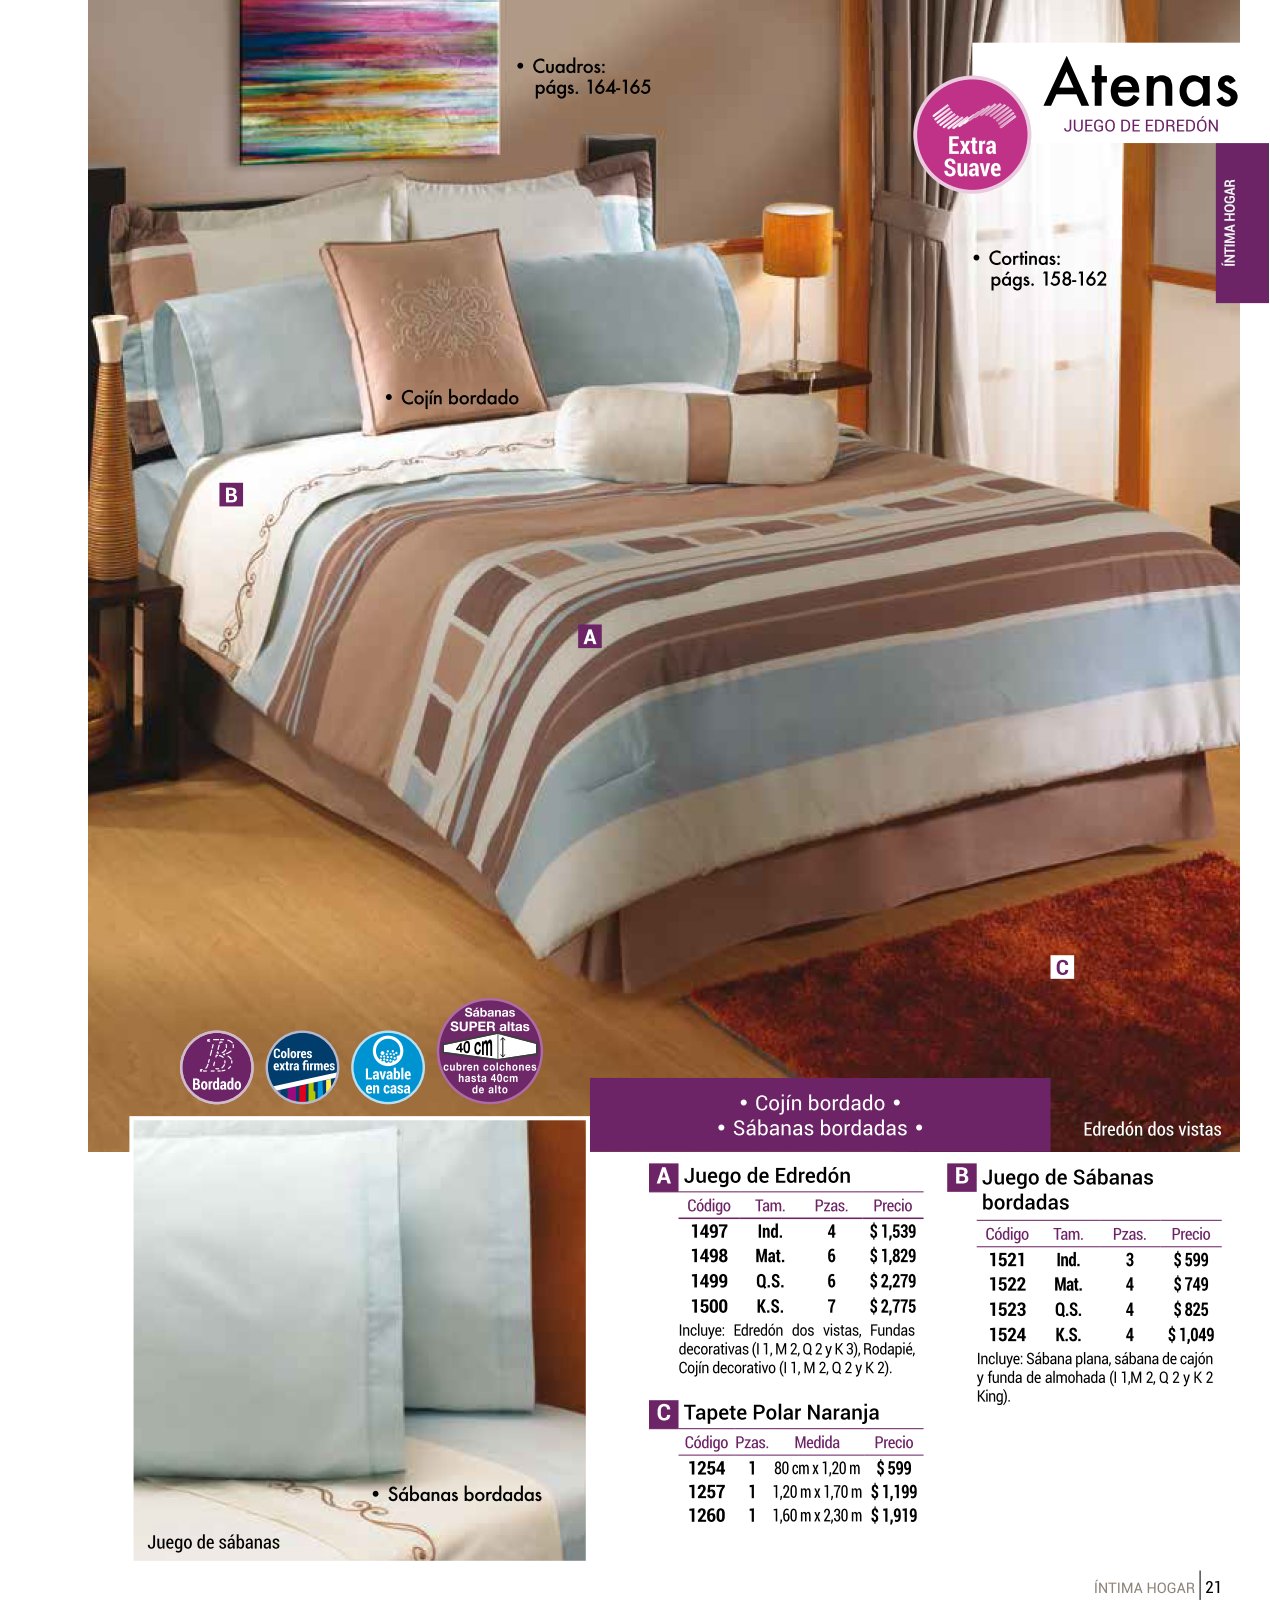 • Cuadros:
págs. 164-165
Atenas
JUEGO DE EDREDÓN
Extra
Suave
ÍNTIMA HOGAR
• Cortinas:
págs. 158-162
• Cojín bordado
B
A
C
B
Bordado
Colores
extra firmes
Lavable
en casa
Sábanas
SUPER altas
40 cm
cubren colchones
hasta 40cm
de alto
• Cojín bordado •
• Sábanas bordadas •
Edredón dos vistas
• Sábanas bordadas
Juego de sábanas
A Juego de Edredón
Código Tam. Pzas. Precio
1497 Ind. 4 $ 1,539
1498 Mat. 6 $ 1,829
1499 Q.S. 6 $ 2,279
1500 K.S. 7 $ 2,775
Incluye: Edredón dos vistas, Fundas
decorativas (I 1, M 2, Q 2 y K 3), Rodapié,
Cojín decorativo (I 1, M 2, Q 2 y K 2).
C Tapete Polar Naranja
Código Pzas. Medida Precio
1254 1 80 cm x 1,20 m $ 599
1257 1 1,20 m x 1,70 m $ 1,199
1260 1 1,60 m x 2,30 m $ 1,919
B Juego de Sábanas
bordadas
Código Tam. Pzas. Precio
1521 Ind. 3 $ 599
1522 Mat. 4 $ 749
1523 Q.S. 4 $ 825
1524 K.S. 4 $ 1,049
Incluye: Sábana plana, sábana de cajón
y funda de almohada (I 1,M 2, Q 2 y K 2
King).
ÍNTIMA HOGAR 21